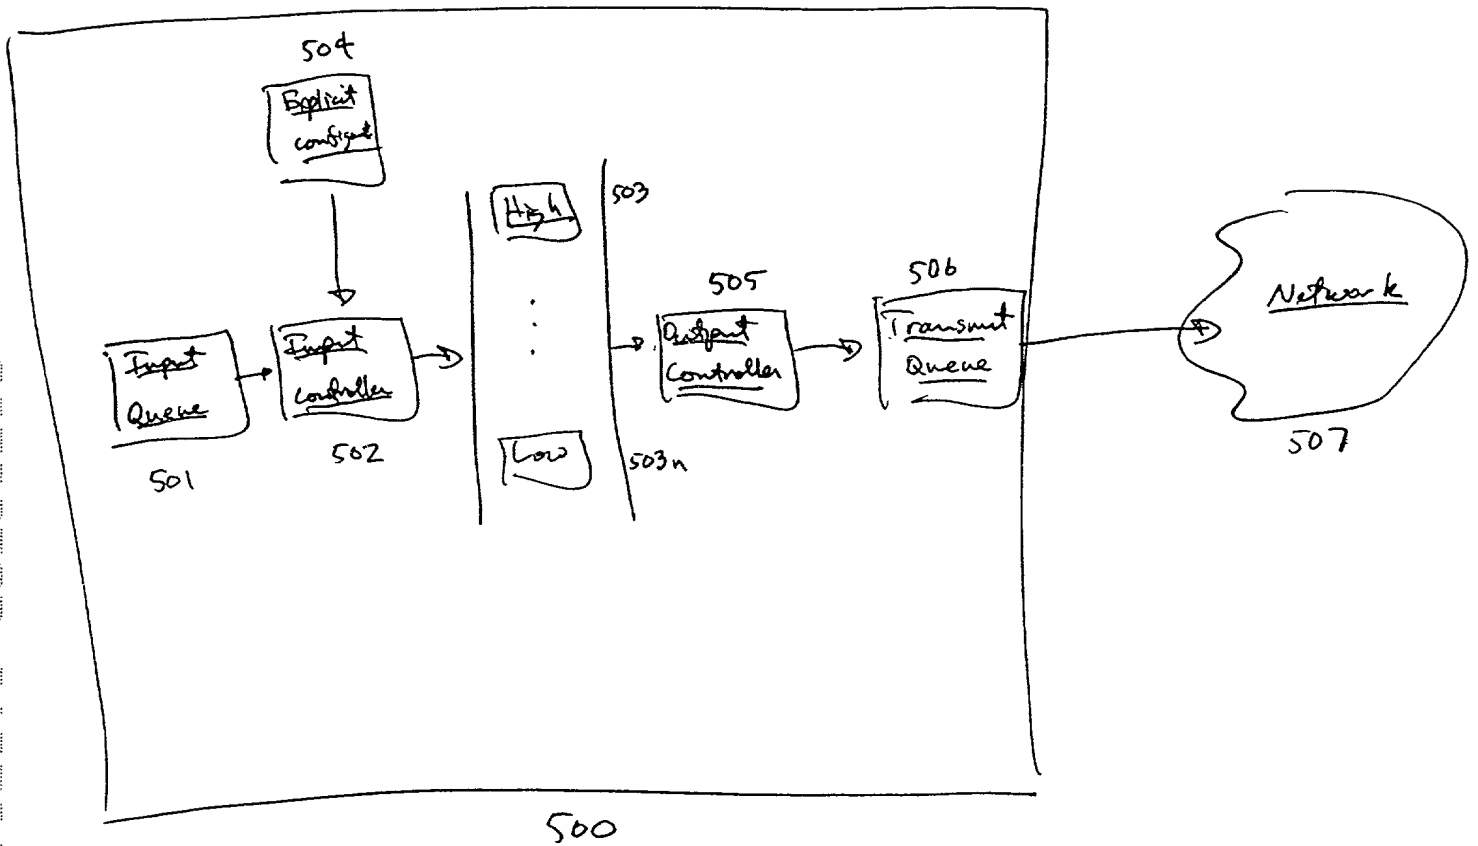 504
Explicit
High
503
505
506
Network
Input
Queue
Input
Controller
Output
Controller
Transmit
Queue
501
502
Low
503n
507
500